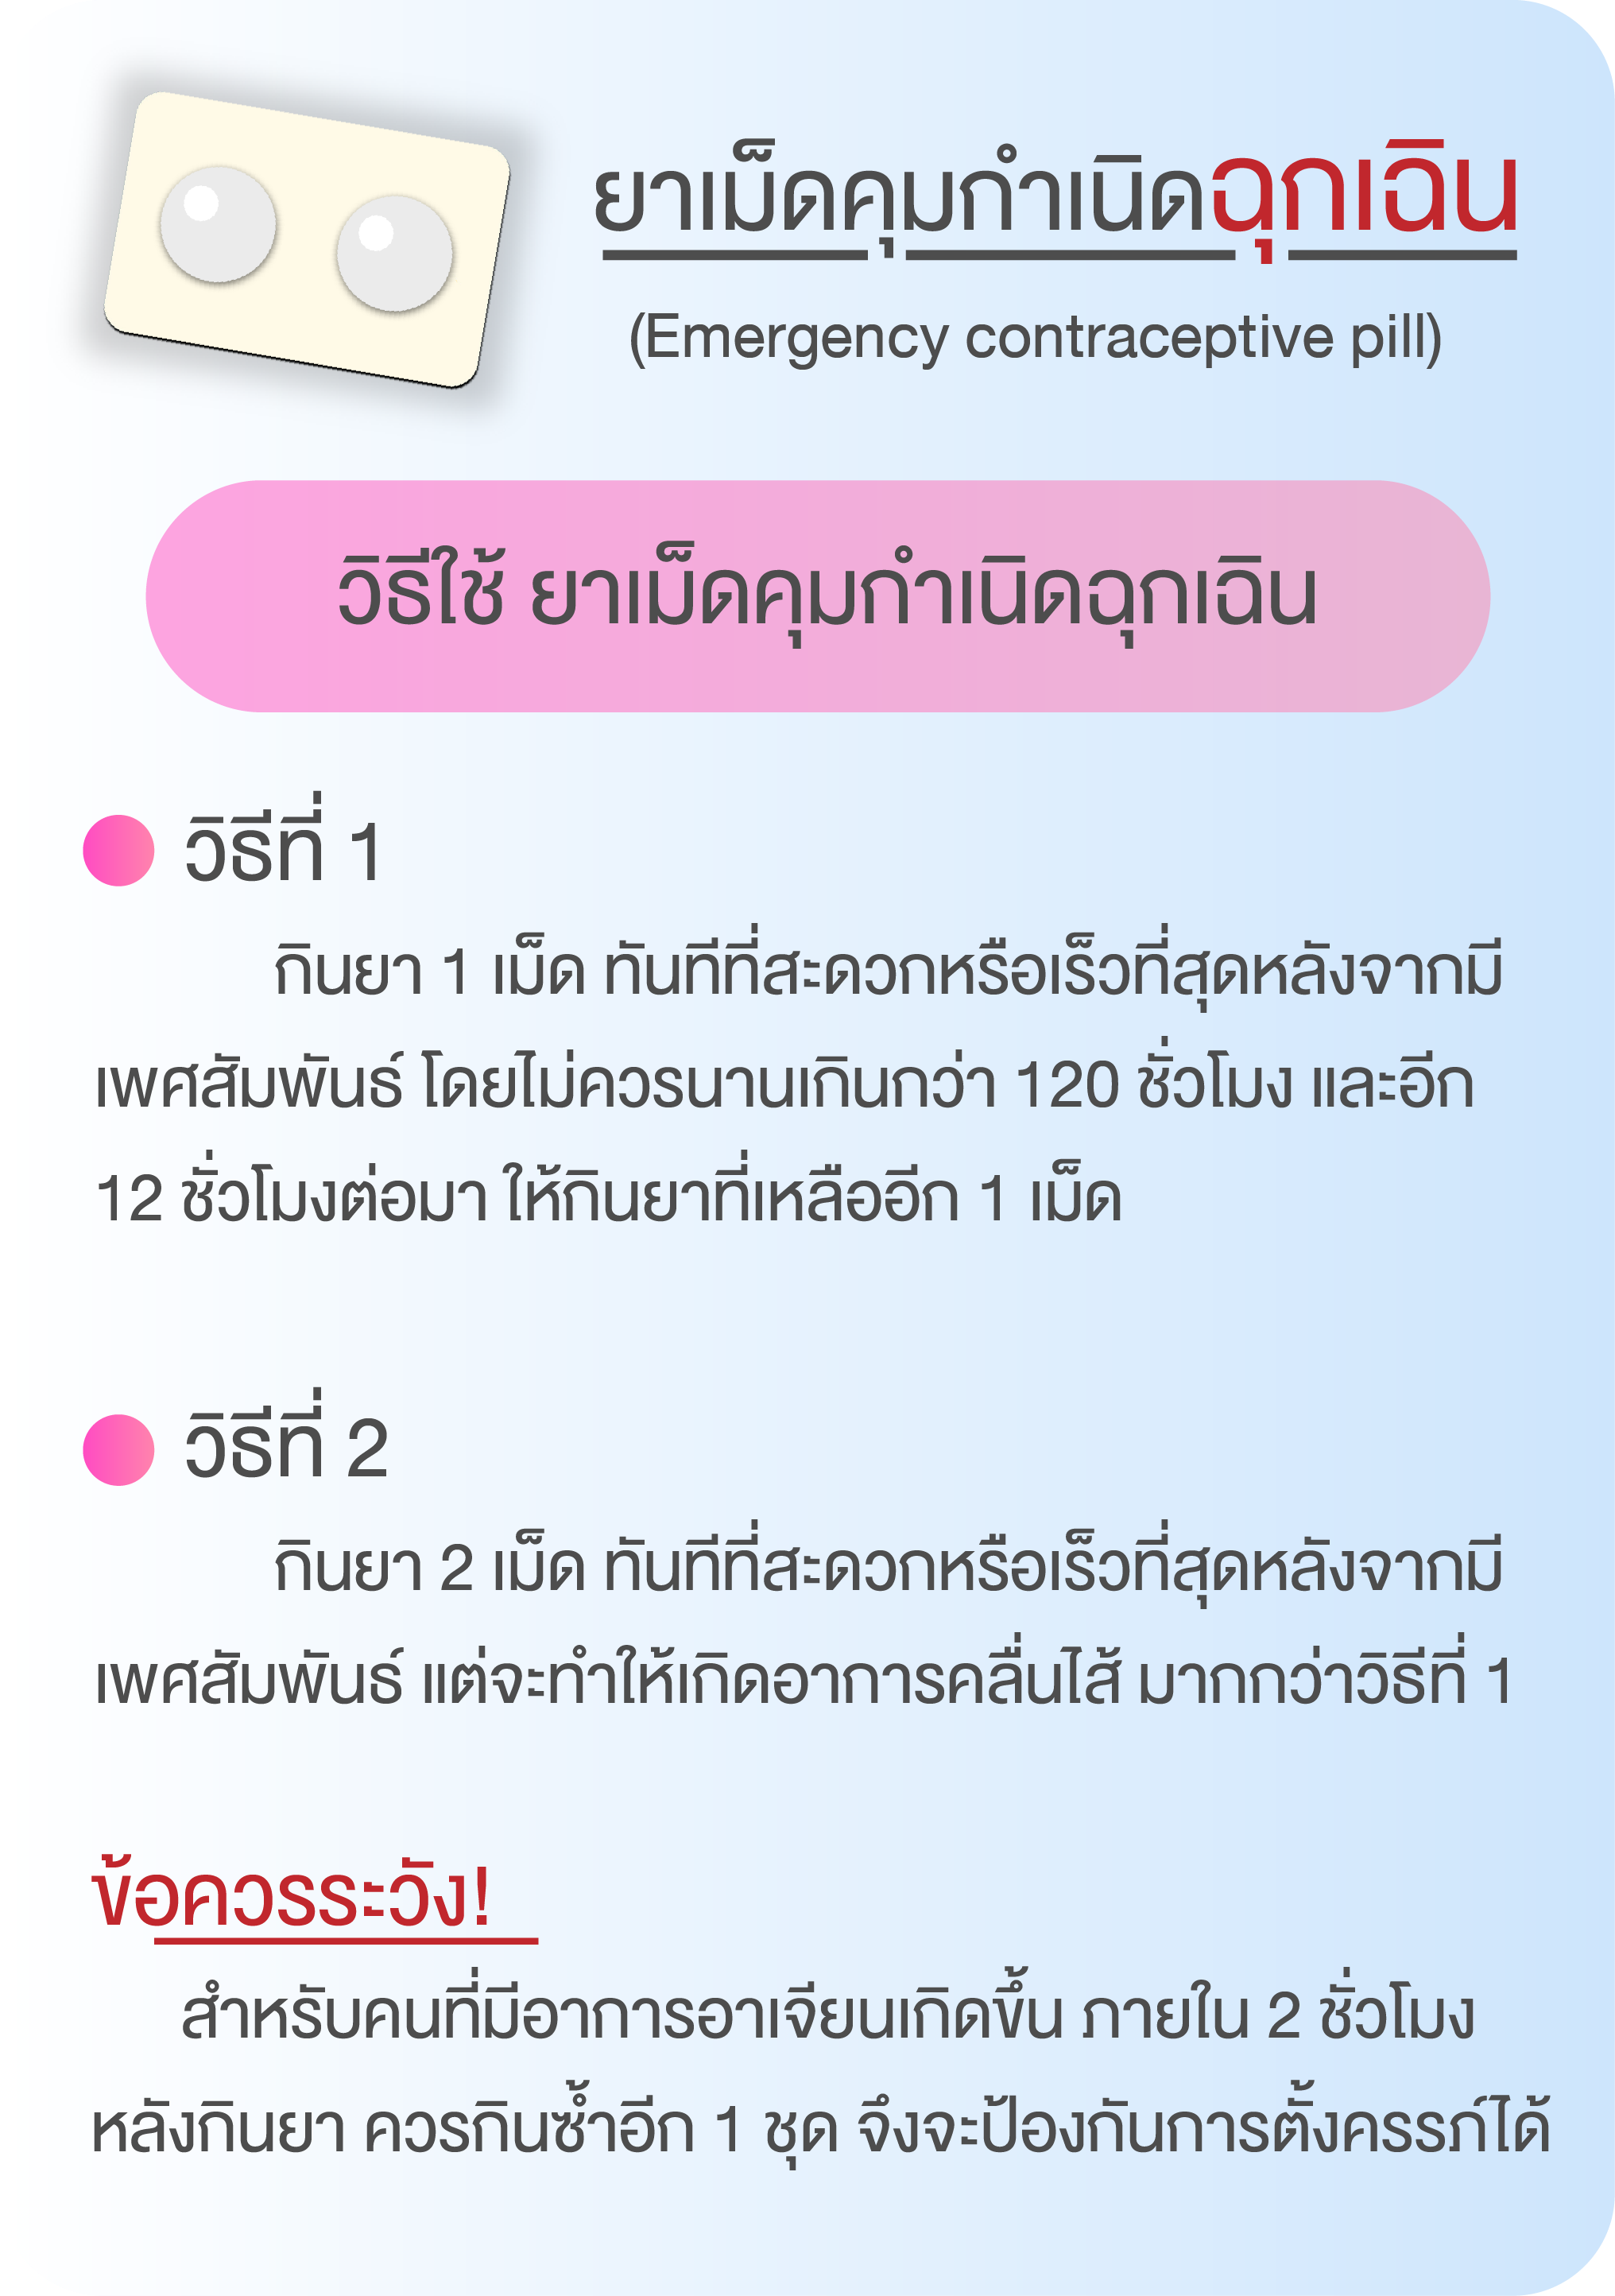 ยาเม็ดคุมกำเนิดฉุกเฉิน
(Emergency contraceptive pill)
วิธีใช้ ยาเม็ดคุมกำเนิดฉุกเฉิน
วิธีที่ 1
กินยา 1 เม็ด ทันทีที่สะดวกหรือเร็วที่สุดหลังจากมี
เพศสัมพันธ์ โดยไม่ควรนานเกินกว่า 120 ชั่วโมง และอีก
12 ชั่วโมงต่อมา ให้กินยาที่เหลืออีก 1 เม็ด
วิธีที่ 2
กินยา 2 เม็ด ทันทีที่สะดวกหรือเร็วที่สุดหลังจากมี
เพศสัมพันธ์ แต่จะทำให้เกิดอาการคลื่นไส้ มากกว่าวิธีที่ 1
ข้อควรระวัง!
สำหรับคนที่มีอาการอาเจียนเกิดขึ้น ภายใน 2 ชั่วโมง
หลังกินยา ควรกินซ้ำอีก 1 ชุด จึงจะป้องกันการตั้งครรภ์ได้